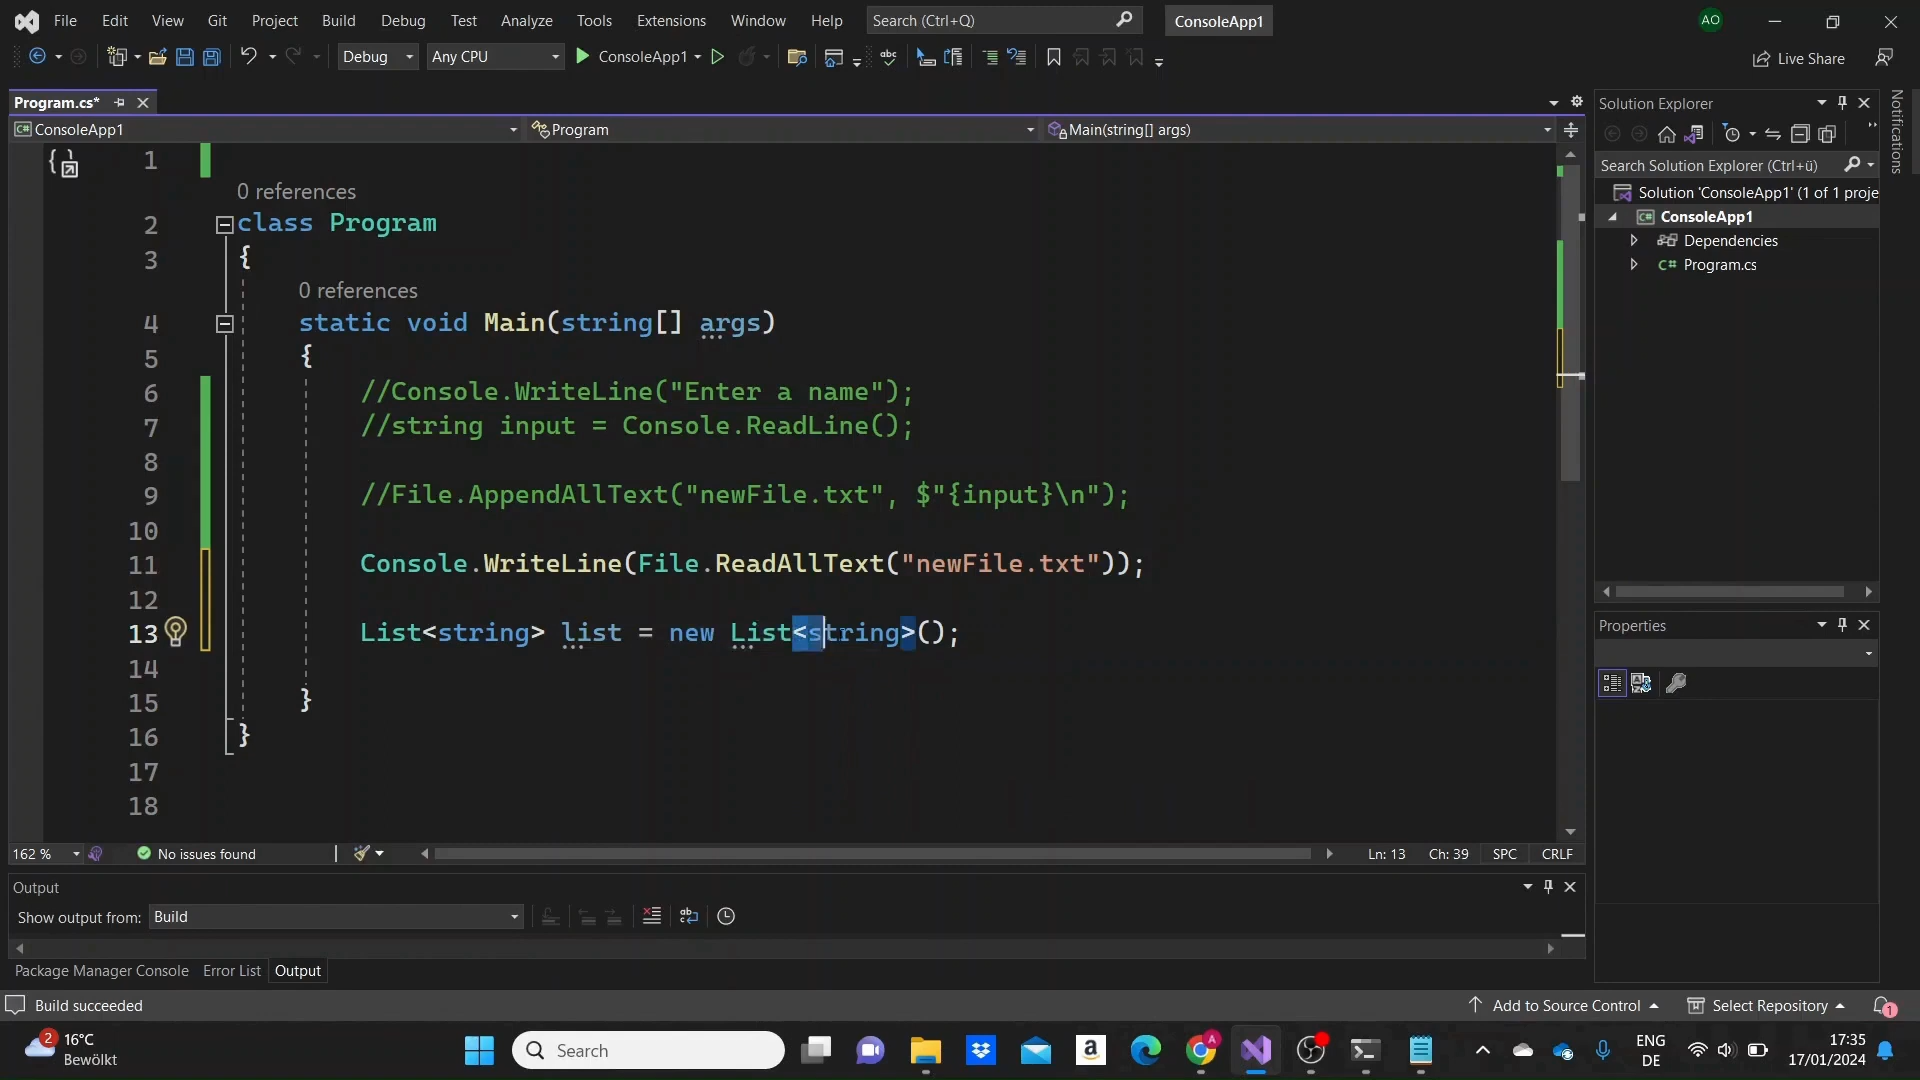 File Edit View Git Project Build Debug Test Analyze Tools Extensions Window Help Search (Ctrl+Q) ConsoleApp1 AO
Debug Any CPU ConsoleApp1 Live Share
Program.cs*
ConsoleApp1 Program Main(string[] args)
1
0 references
2 class Program
3 {
0 references
4 static void Main(string[] args)
5 {
6 //Console.WriteLine("Enter a name");
7 //string input = Console.ReadLine();
8
9 //File.AppendAllText("newFile.txt", $"{input}\n");
10
11 Console.WriteLine(File.ReadAllText("newFile.txt"));
12
13 List<string> list = new List<string>();
14
15 }
16 }
17
18
162 % No issues found Ln: 13 Ch: 39 SPC CRLF
Output
Show output from: Build
Package Manager Console Error List Output
Solution Explorer
Search Solution Explorer (Ctrl+ü)
Solution 'ConsoleApp1' (1 of 1 proje
ConsoleApp1
Dependencies
C# Program.cs
Properties
Notifications
Build succeeded Add to Source Control Select Repository 1
2 16°C
Bewölkt
Search
ENG
DE
17:35
17/01/2024